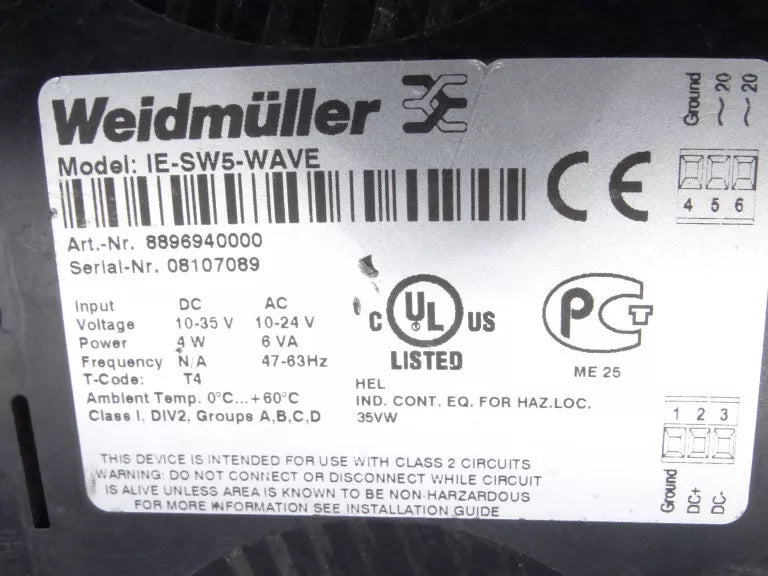 Weidmüller
Model: IE-SW5-WAVE
Art.-Nr. 8896940000
Serial-Nr. 08107089
Input DC AC
Voltage 10-35 V 10-24 V
Power 4 W 6 VA
Frequency N/A 47-63Hz
T-Code: T4
Ambient Temp. 0°C...+60°C
Class I, DIV2, Groups A,B,C,D
CE
C UL US
LISTED
HEL
IND. CONT. EQ. FOR HAZ.LOC.
35VW
PCT
ME 25
Ground ~20 ~20
4 5 6
1 2 3
Ground DC+ DC-
THIS DEVICE IS INTENDED FOR USE WITH CLASS 2 CIRCUITS
WARNING: DO NOT CONNECT OR DISCONNECT WHILE CIRCUIT
IS ALIVE UNLESS AREA IS KNOWN TO BE NON-HARZARDOUS
FOR MORE INFORMATION SEE INSTALLATION GUIDE